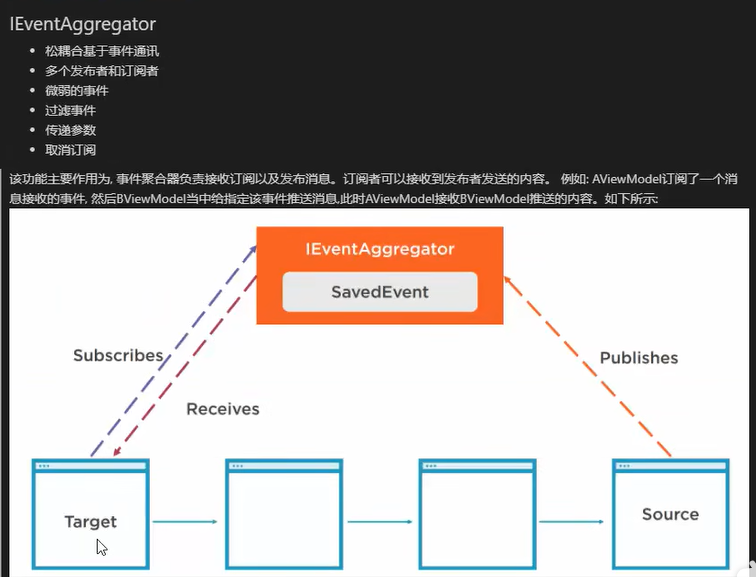 IEventAggregator
• 松耦合基于事件通讯
• 多个发布者和订阅者
• 微弱的事件
• 过滤事件
• 传递参数
• 取消订阅
该功能主要作用为, 事件聚合器负责接收订阅以及发布消息。订阅者可以接收到发布者发送的内容。 例如: AViewModel订阅了一个消
息接收的事件, 然后BViewModel当中给指定该事件推送消息,此时AViewModel接收BViewModel推送的内容。如下所示:
IEventAggregator
SavedEvent
Subscribes
Publishes
Receives
Target
Source